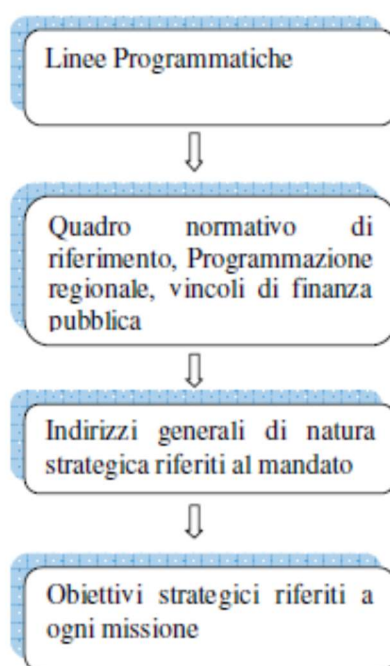 Linee Programmatiche
Quadro normativo di
riferimento, Programmazione
regionale, vincoli di finanza
pubblica
Indirizzi generali di natura
strategica riferiti al mandato
Obiettivi strategici riferiti a
ogni missione